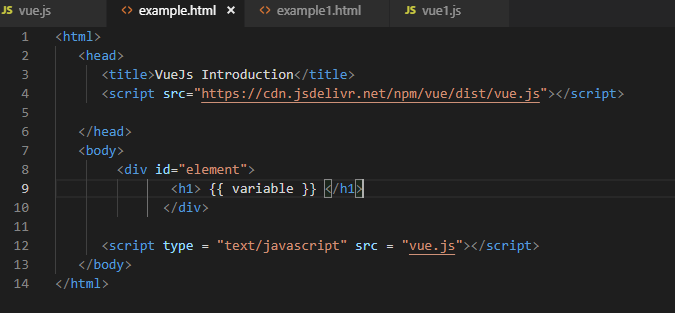 JS vue.js <> example.html × <> example1.html JS vue1.js
1 <html>
2 <head>
3 <title>VueJs Introduction</title>
4 <script src="https://cdn.jsdelivr.net/npm/vue/dist/vue.js"></script>
5
6 </head>
7 <body>
8 <div id="element">
9 <h1> {{ variable }} </h1>
10 </div>
11
12 <script type = "text/javascript" src = "vue.js"></script>
13 </body>
14 </html>